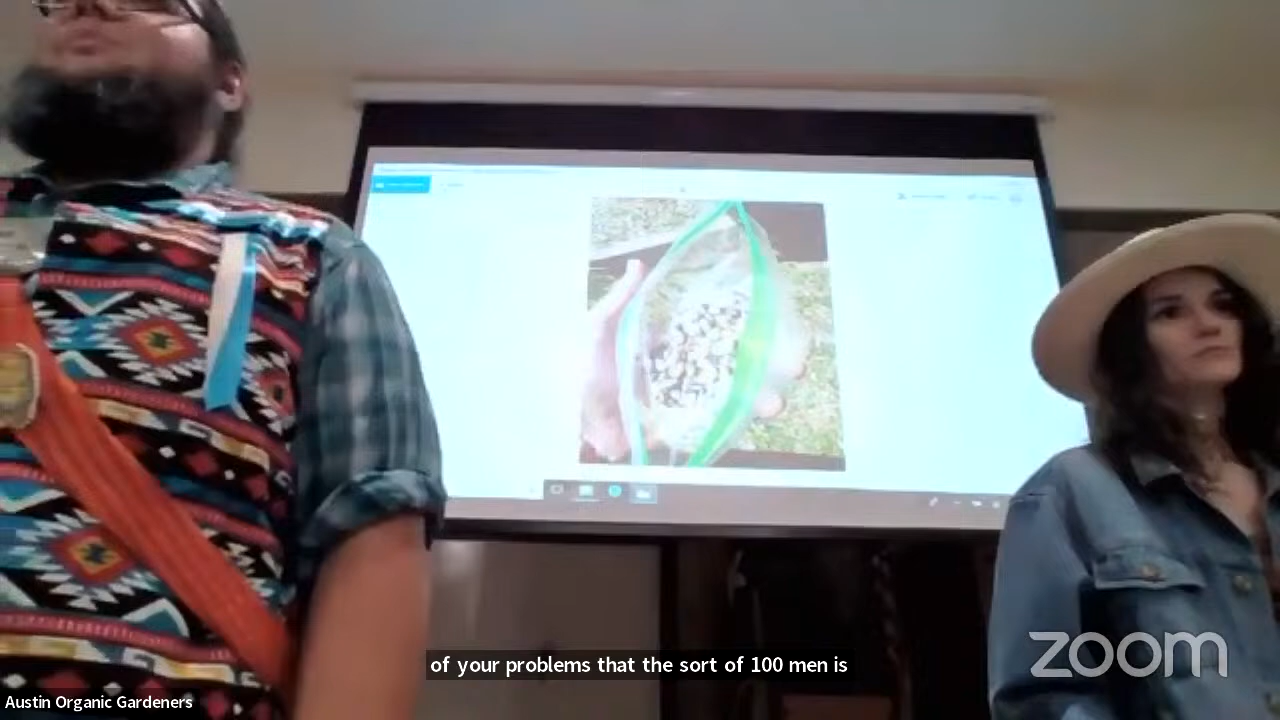 of your problems that the sort of 100 men is
zoom
Austin Organic Gardeners